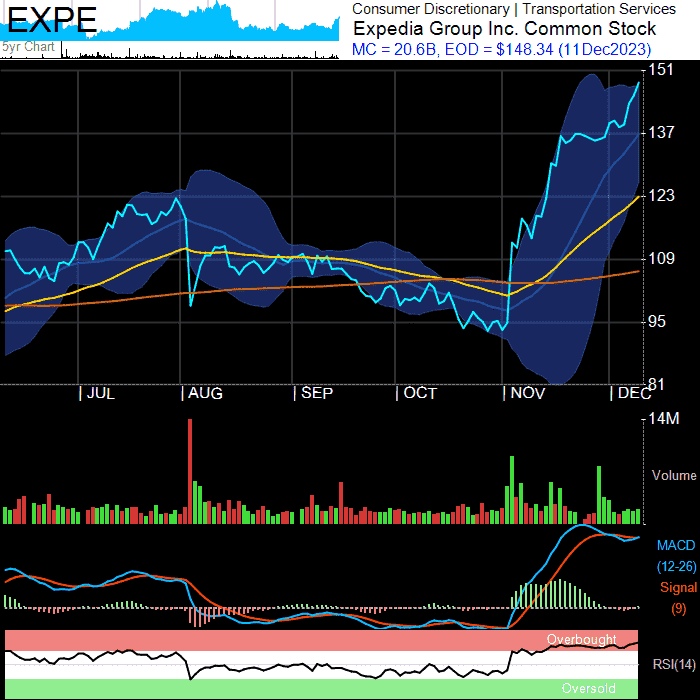 EXPE
5yr Chart
Consumer Discretionary | Transportation Services
Expedia Group Inc. Common Stock
MC = 20.6B, EOD = $148.34 (11Dec2023)
151
137
123
109
95
81
| JUL
| AUG
| SEP
| OCT
| NOV
| DEC
14M
Volume
MACD
(12-26)
Signal
(9)
Overbought
RSI(14)
Oversold